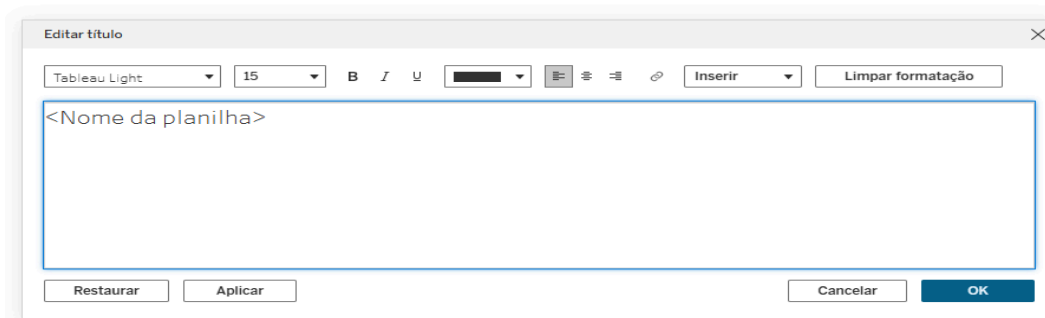 Editar título
Tableau Light 15 B I U Inserir Limpar formatação
<Nome da planilha>
Restaurar Aplicar Cancelar OK